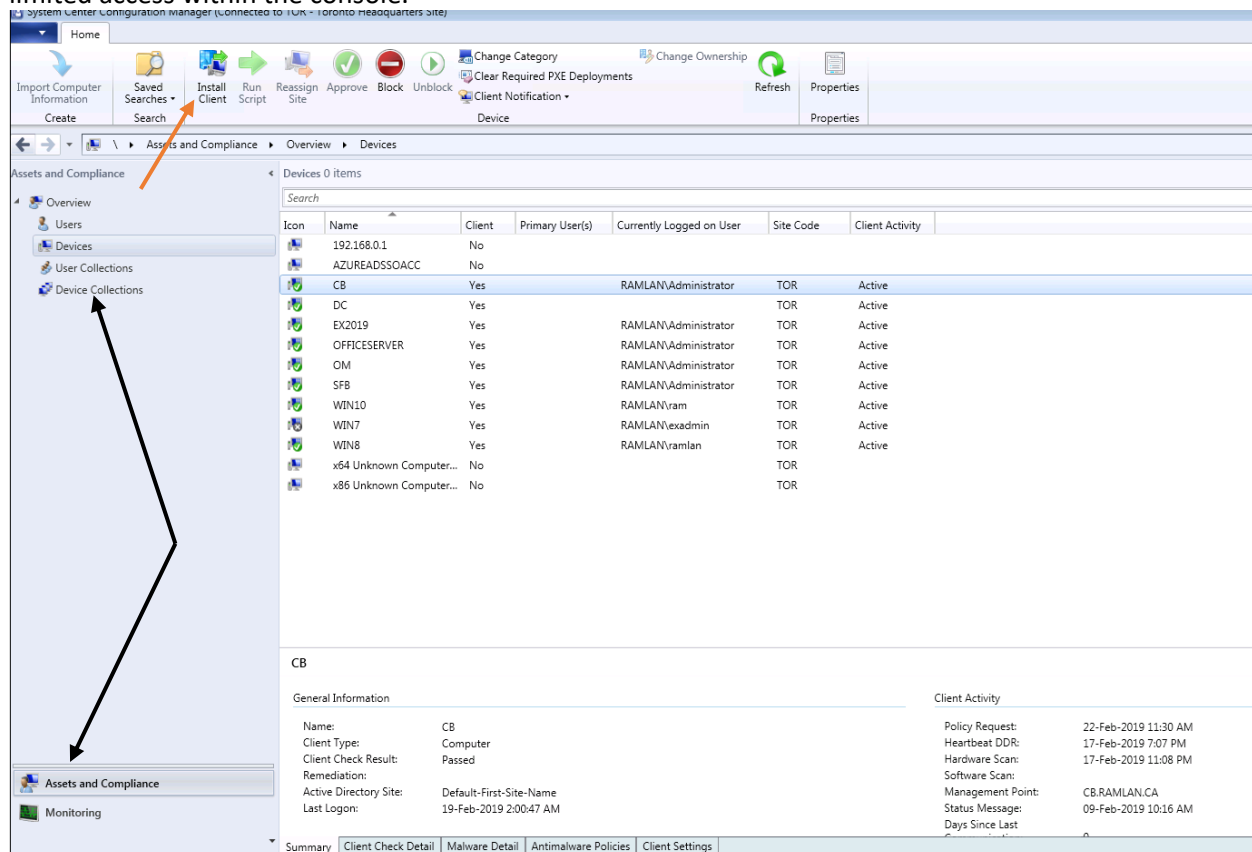 limited access within the console.
System Center Configuration Manager (Connected to TOR - Toronto Headquarters Site)
Home
Import Computer Information
Saved Searches
Install Client
Run Script
Reassign Site
Approve
Block
Unblock
Change Category
Clear Required PXE Deployments
Client Notification
Change Ownership
Refresh
Properties
Create
Search
Device
Properties
\ Assets and Compliance Overview Devices
Assets and Compliance
Overview
Users
Devices
User Collections
Device Collections
Devices 0 items
Search
Icon Name Client Primary User(s) Currently Logged on User Site Code Client Activity
192.168.0.1 No
AZUREADSSOACC No
CB Yes RAMLAN\Administrator TOR Active
DC Yes TOR Active
EX2019 Yes RAMLAN\Administrator TOR Active
OFFICESERVER Yes RAMLAN\Administrator TOR Active
OM Yes RAMLAN\Administrator TOR Active
SFB Yes RAMLAN\Administrator TOR Active
WIN10 Yes RAMLAN\ram TOR Active
WIN7 Yes RAMLAN\exadmin TOR Active
WIN8 Yes RAMLAN\ramlan TOR Active
x64 Unknown Computer... No TOR
x86 Unknown Computer... No TOR
CB
General Information
Name: CB
Client Type: Computer
Client Check Result: Passed
Remediation:
Active Directory Site: Default-First-Site-Name
Last Logon: 19-Feb-2019 2:00:47 AM
Client Activity
Policy Request: 22-Feb-2019 11:30 AM
Heartbeat DDR: 17-Feb-2019 7:07 PM
Hardware Scan: 17-Feb-2019 11:08 PM
Software Scan:
Management Point: CB.RAMLAN.CA
Status Message: 09-Feb-2019 10:16 AM
Days Since Last
Assets and Compliance
Monitoring
Summary Client Check Detail Malware Detail Antimalware Policies Client Settings